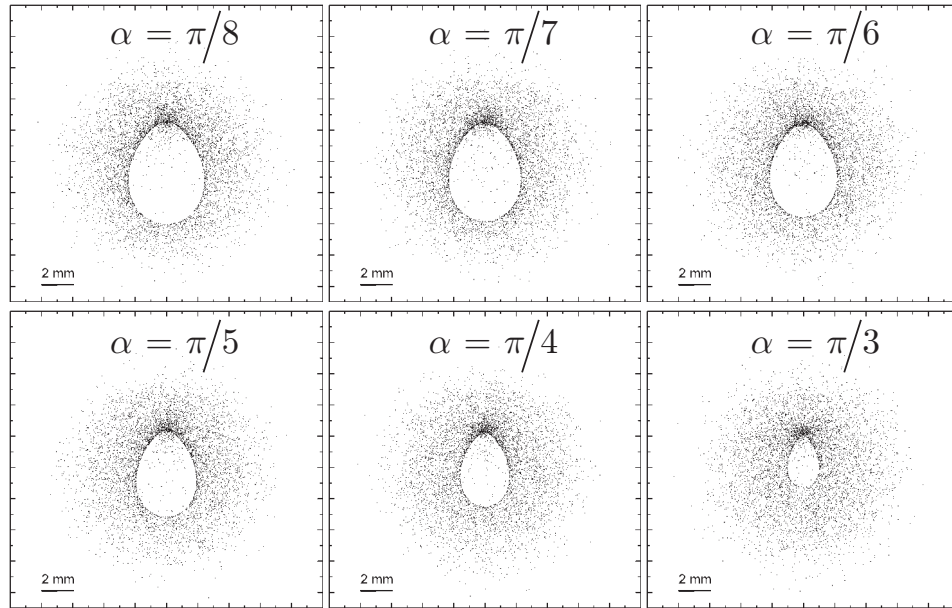 α = π/8
α = π/7
α = π/6
2 mm
2 mm
2 mm
α = π/5
α = π/4
α = π/3
2 mm
2 mm
2 mm